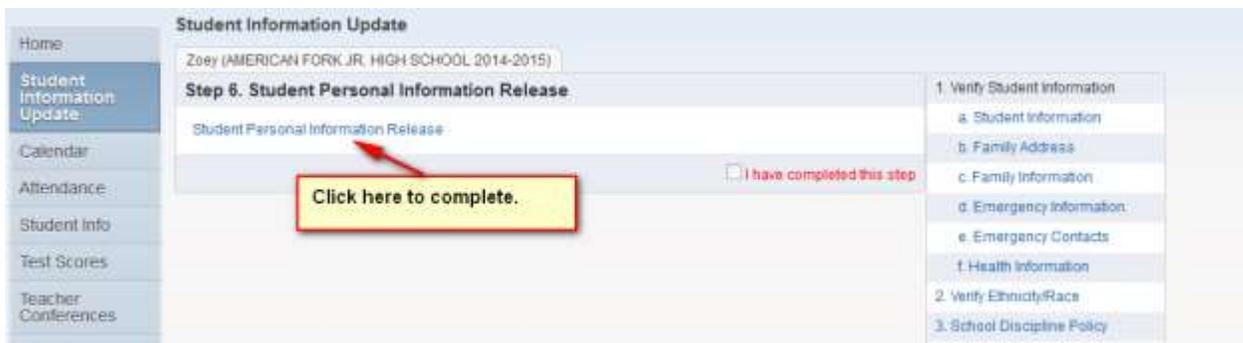 Student Information Update
Home
Student
Information
Update
Calendar
Attendance
Student Info
Test Scores
Teacher
Conferences
Zoey (AMERICAN FORK JR. HIGH SCHOOL 2014-2015)
Step 6. Student Personal Information Release
Student Personal Information Release
I have completed this step
Click here to complete.
1. Verify Student Information
a. Student Information
b. Family Address
c. Family Information
d. Emergency Information
e. Emergency Contacts
f. Health Information
2. Verify Ethnicity/Race
3. School Discipline Policy